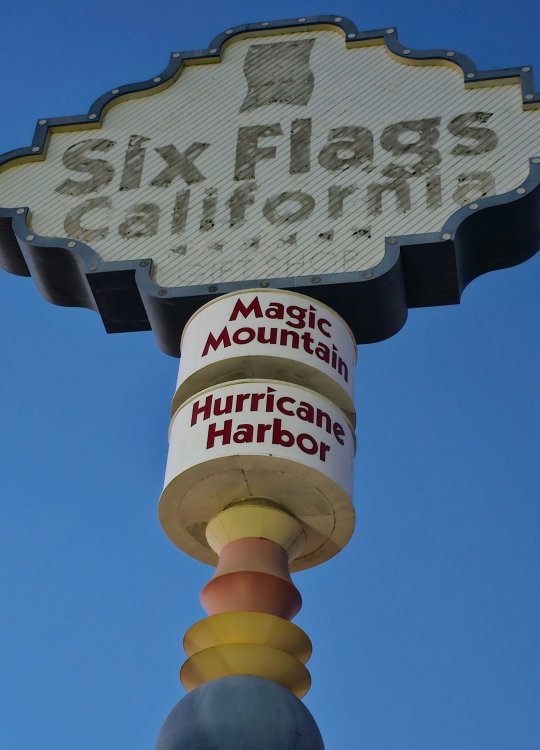 Six Flags
California
Magic
Mountain
Hurricane
Harbor